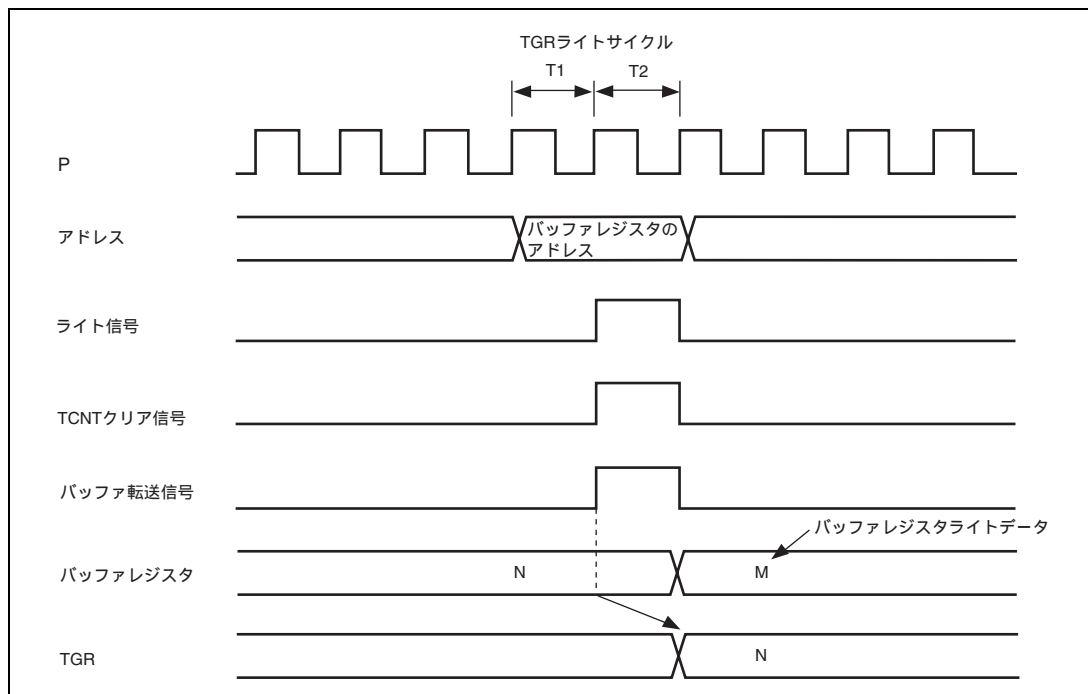 TGRライトサイクル
T1 T2
P
アドレス
バッファレジスタの
アドレス
ライト信号
TCNTクリア信号
バッファ転送信号
バッファレジスタライトデータ
バッファレジスタ
N M
TGR
N